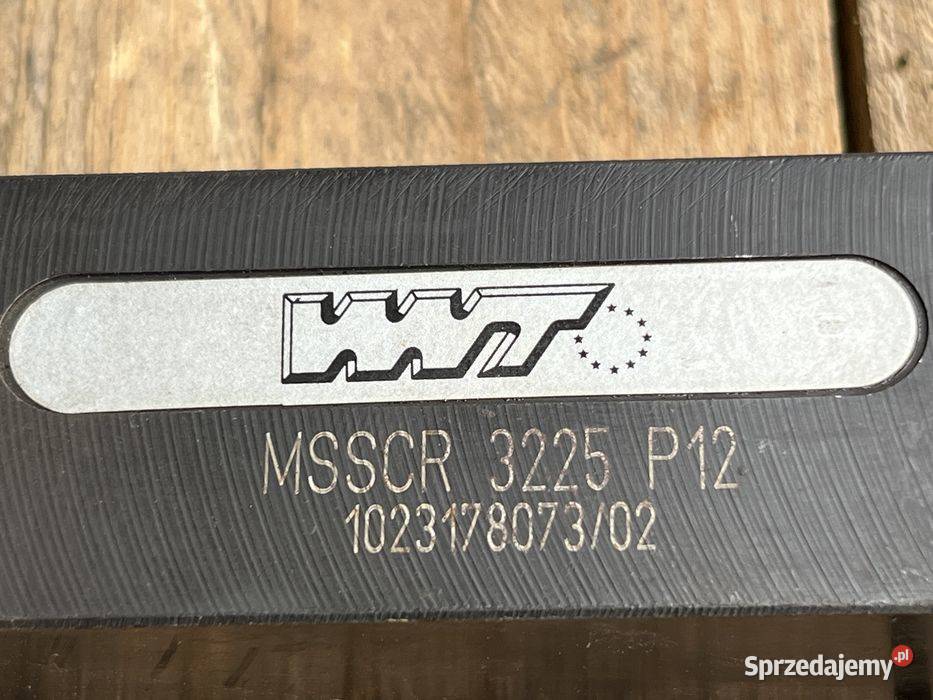 WNT
MSSCR 3225 P12
1023178073/02
Sprzedajemy.pl